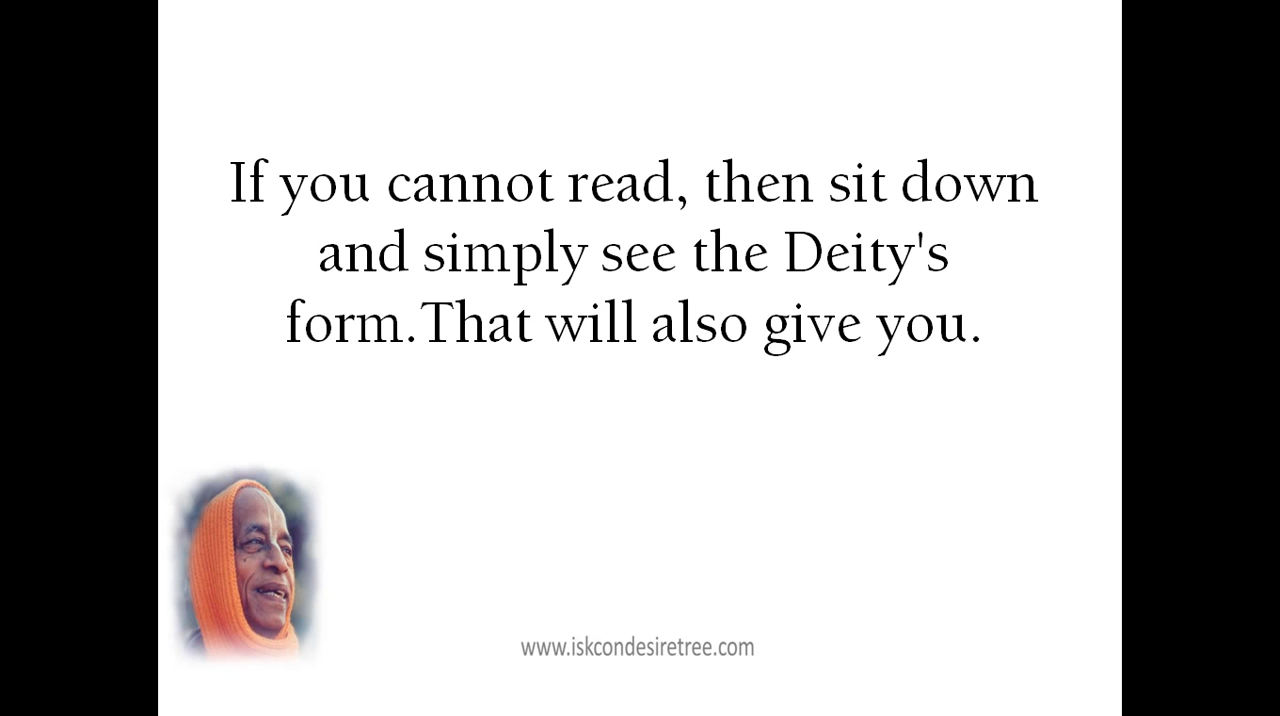 If you cannot read, then sit down
and simply see the Deity's
form.That will also give you.
www.iskcondesiretree.com